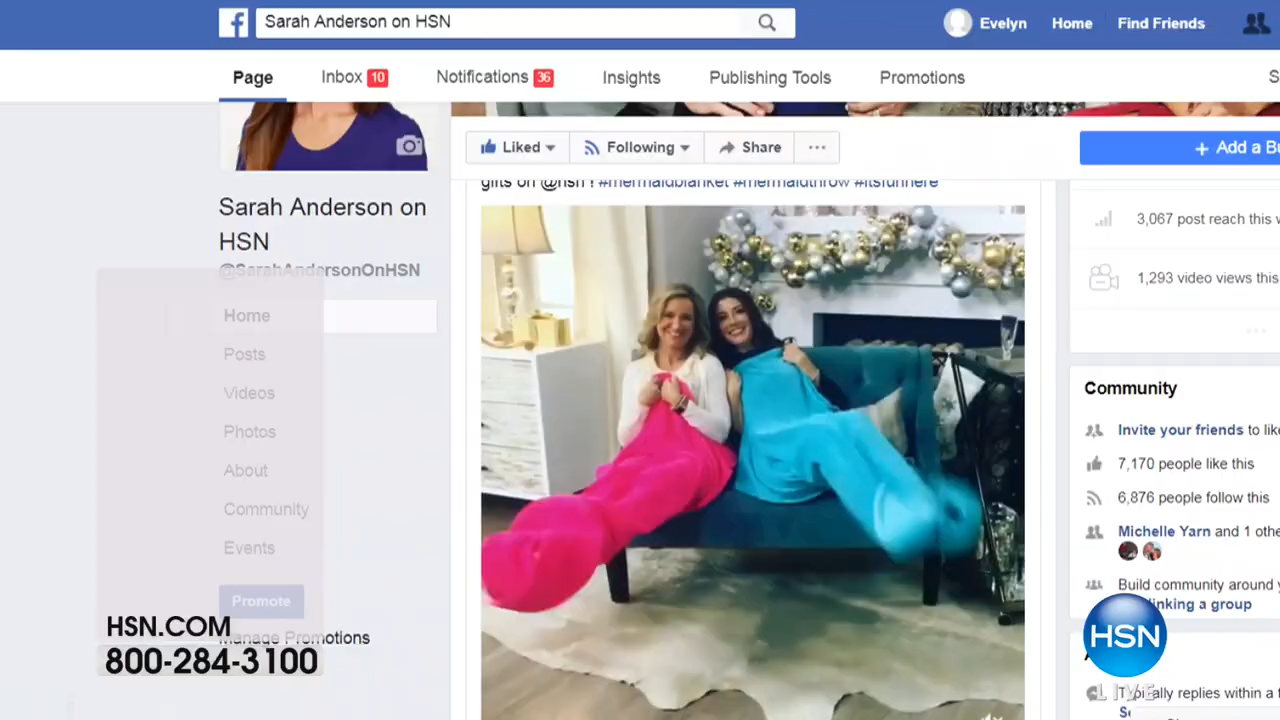 Sarah Anderson on HSN
Evelyn Home Find Friends
Page Inbox 10 Notifications 36 Insights Publishing Tools Promotions
Liked Following Share
+ Add a
gifts on @hsn ! #mermaidblanket #mermaidthrow #itsfunhere
Sarah Anderson on
HSN
@SarahAndersonOnHSN
Home
Posts
Videos
Photos
About
Community
Events
Promote
Manage Promotions
HSN.COM
800-284-3100
3,067 post reach this
1,293 video views this
Community
Invite your friends to
7,170 people like this
6,876 people follow this
Michelle Yarn and 1
Build community around
linking a group
HSN
LIVE
Typically replies within a